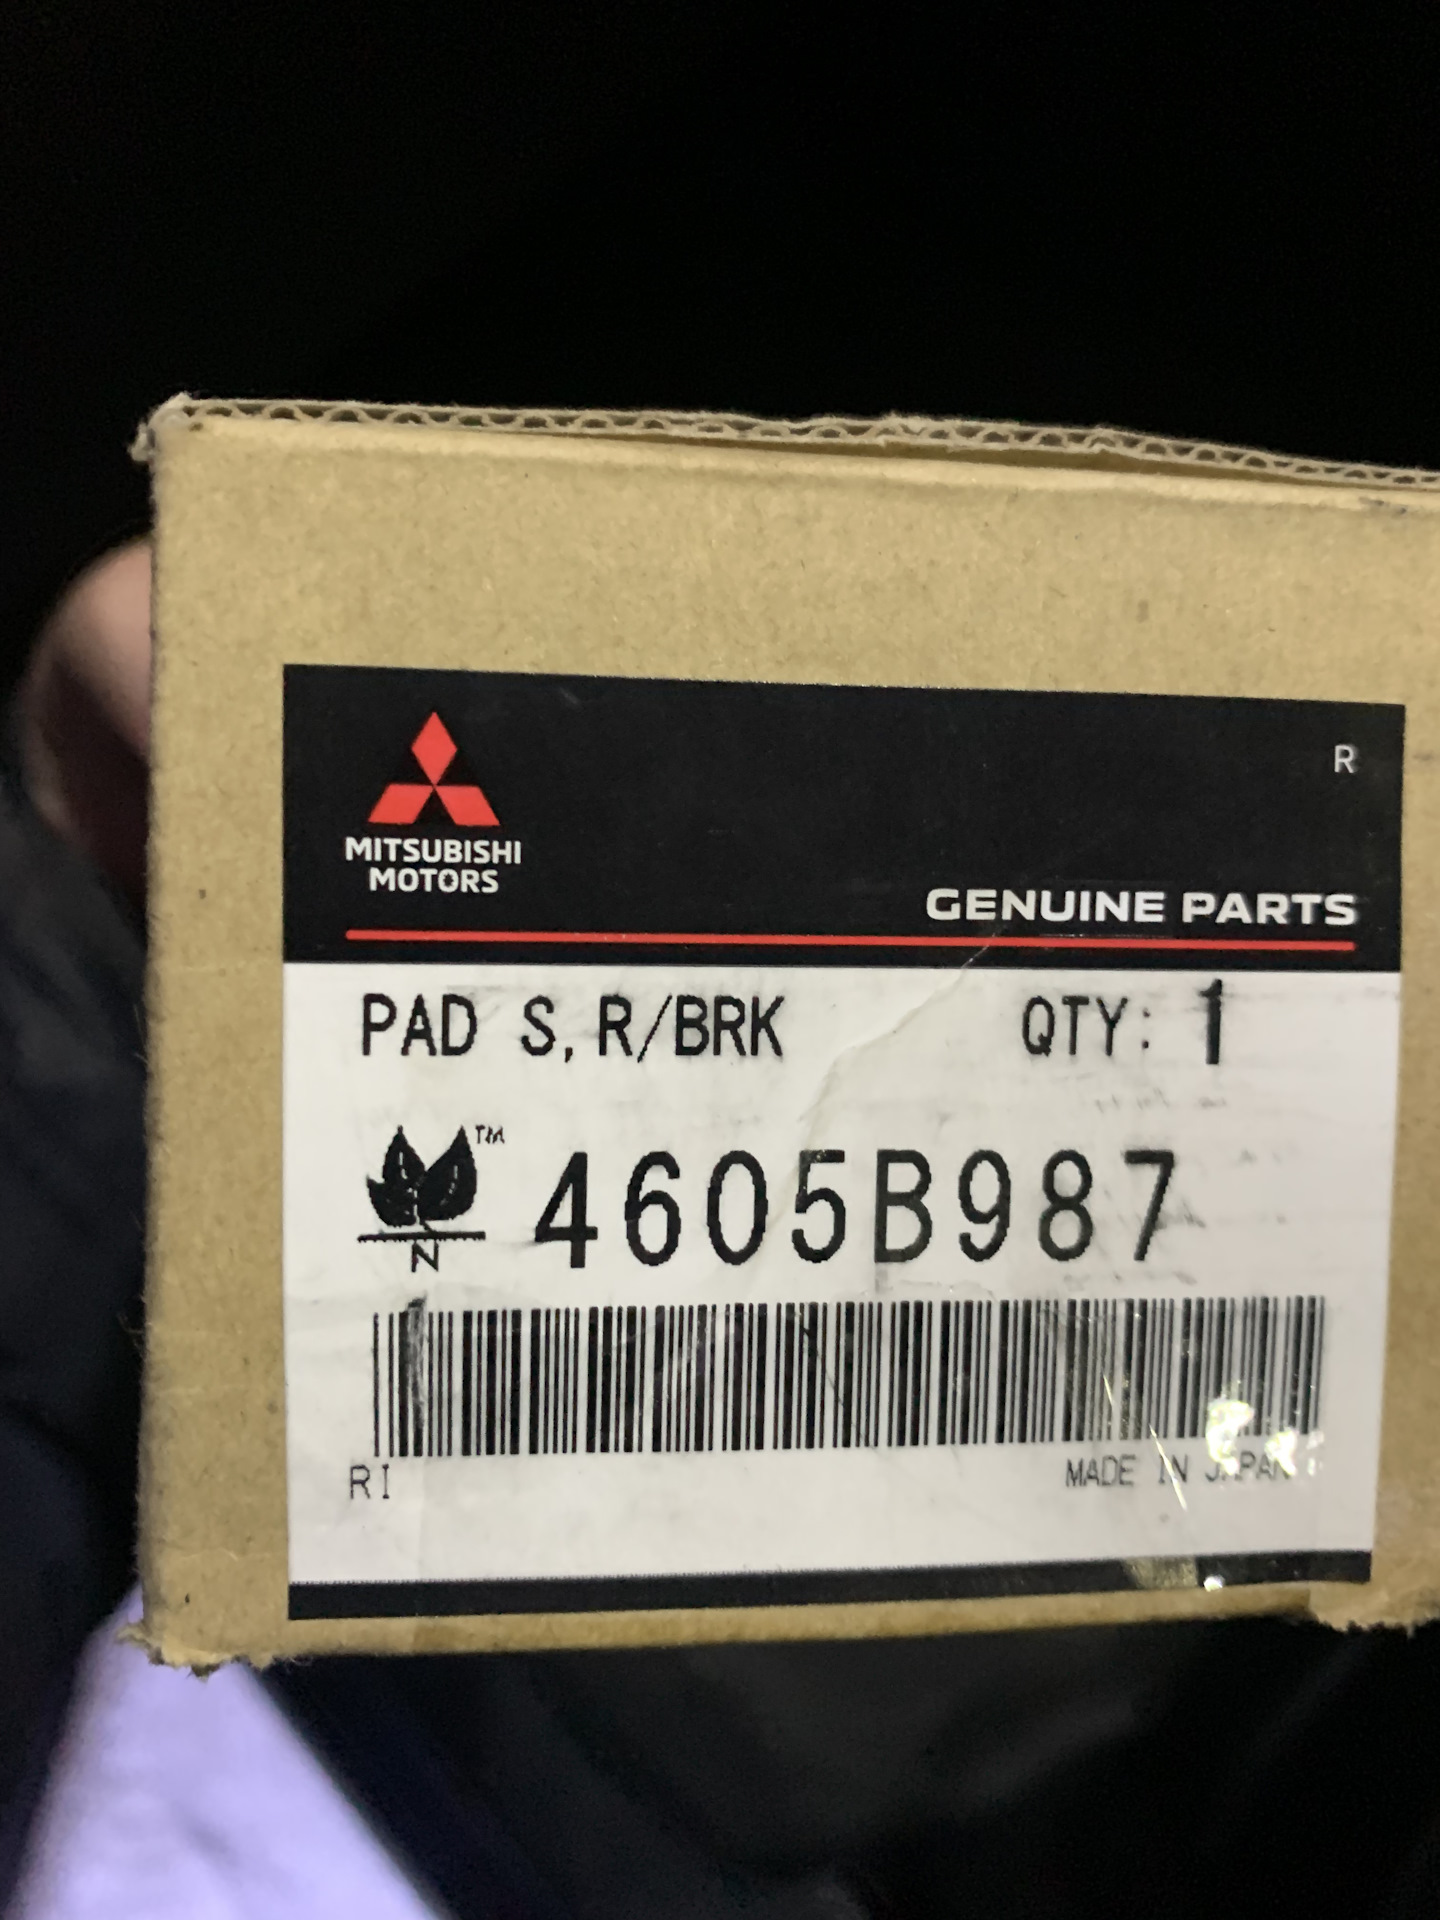 R
MITSUBISHI
MOTORS
GENUINE PARTS
PAD S, R/BRK QTY: 1
TM
4605B987
N
RI MADE IN JAPAN